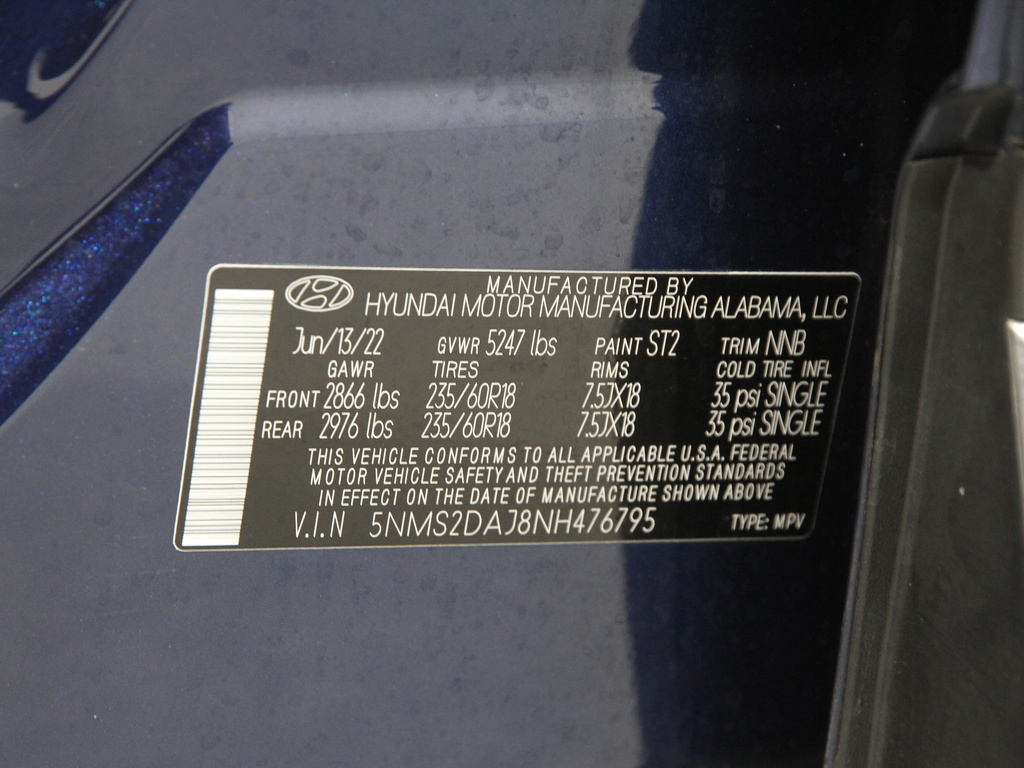 MANUFACTURED BY
HYUNDAI MOTOR MANUFACTURING ALABAMA, LLC
Jun/13/22 GVWR 5247 lbs PAINT ST2 TRIM NNB
GAWR TIRES RIMS COLD TIRE INFL
FRONT 2866 lbs 235/60R18 7.5JX18 35 psi SINGLE
REAR 2976 lbs 235/60R18 7.5JX18 35 psi SINGLE
THIS VEHICLE CONFORMS TO ALL APPLICABLE U.S.A. FEDERAL
MOTOR VEHICLE SAFETY AND THEFT PREVENTION STANDARDS
IN EFFECT ON THE DATE OF MANUFACTURE SHOWN ABOVE
V.I.N 5NMS2DAJ8NH476795 TYPE: MPV